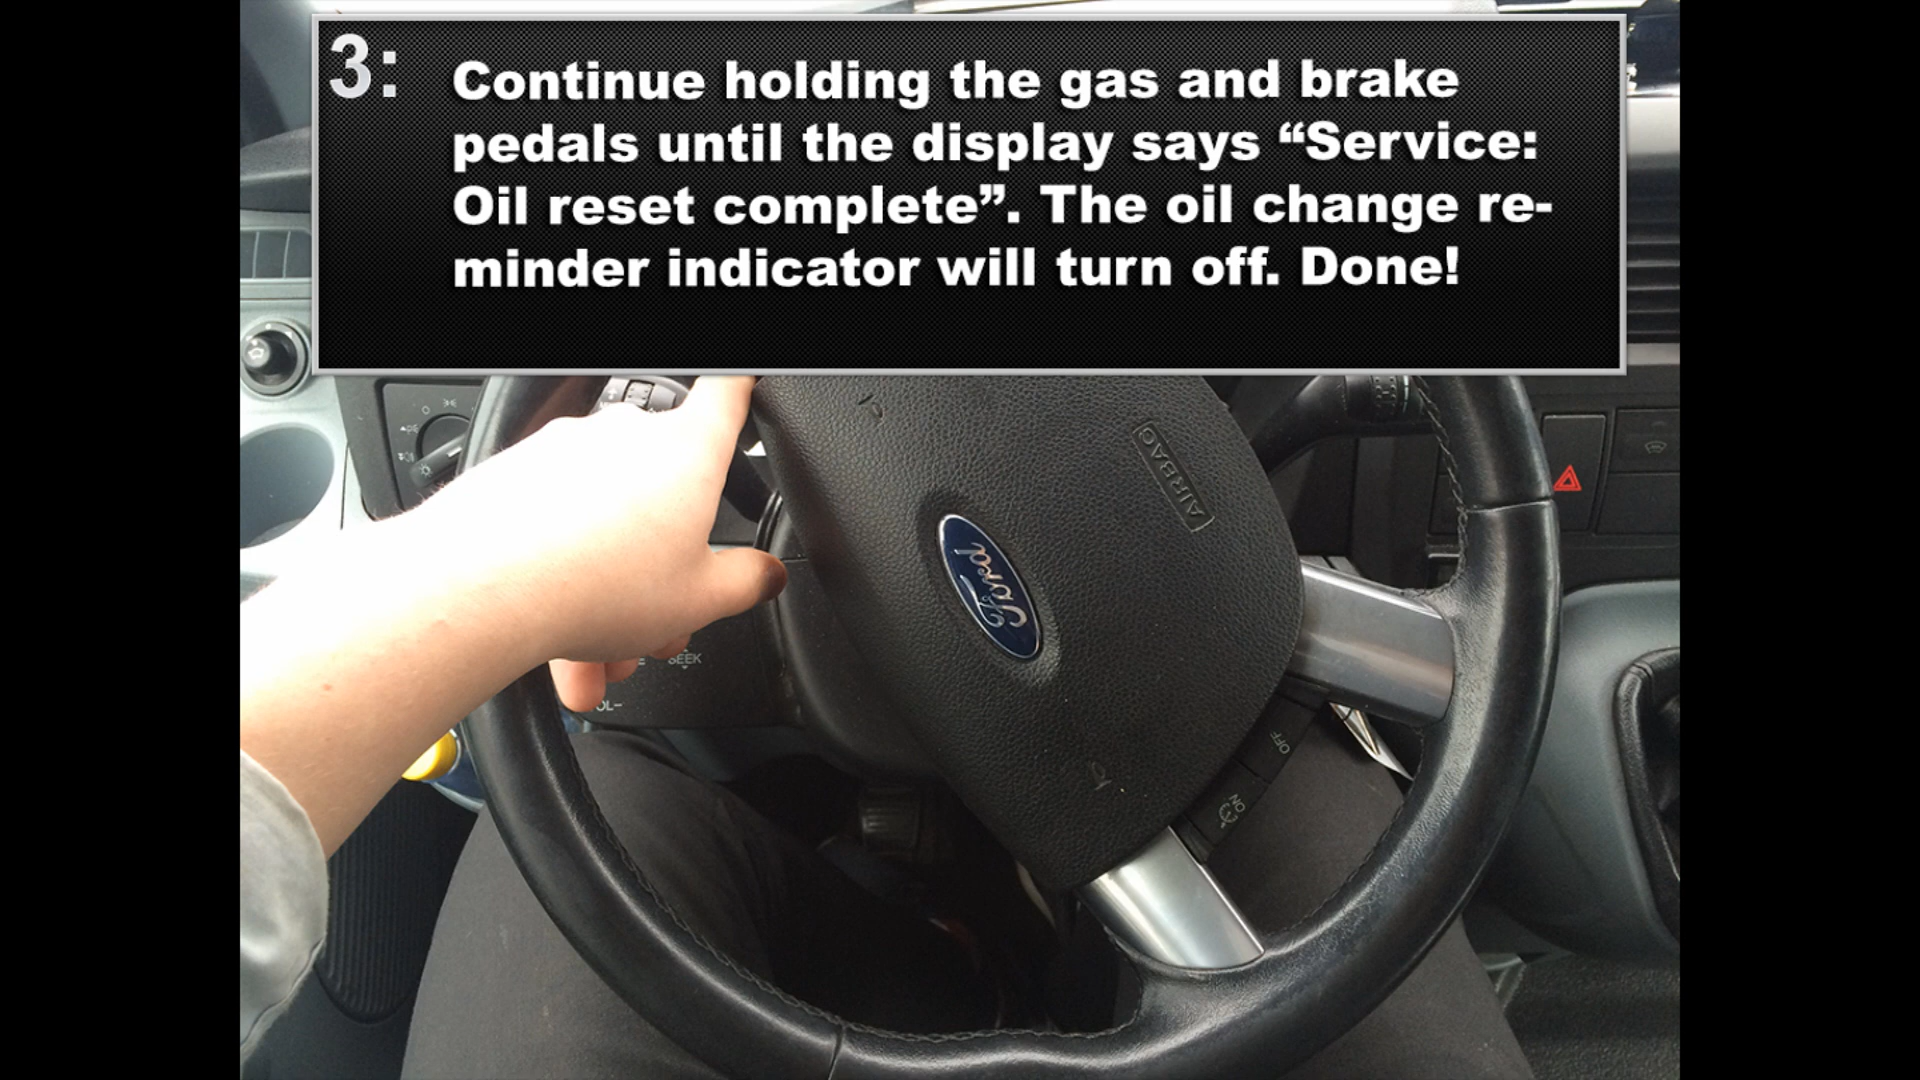 3:
Continue holding the gas and brake
pedals until the display says “Service:
Oil reset complete”. The oil change re-
minder indicator will turn off. Done!
AIRBAG
Ford
SEEK
OL-
OFF
ON